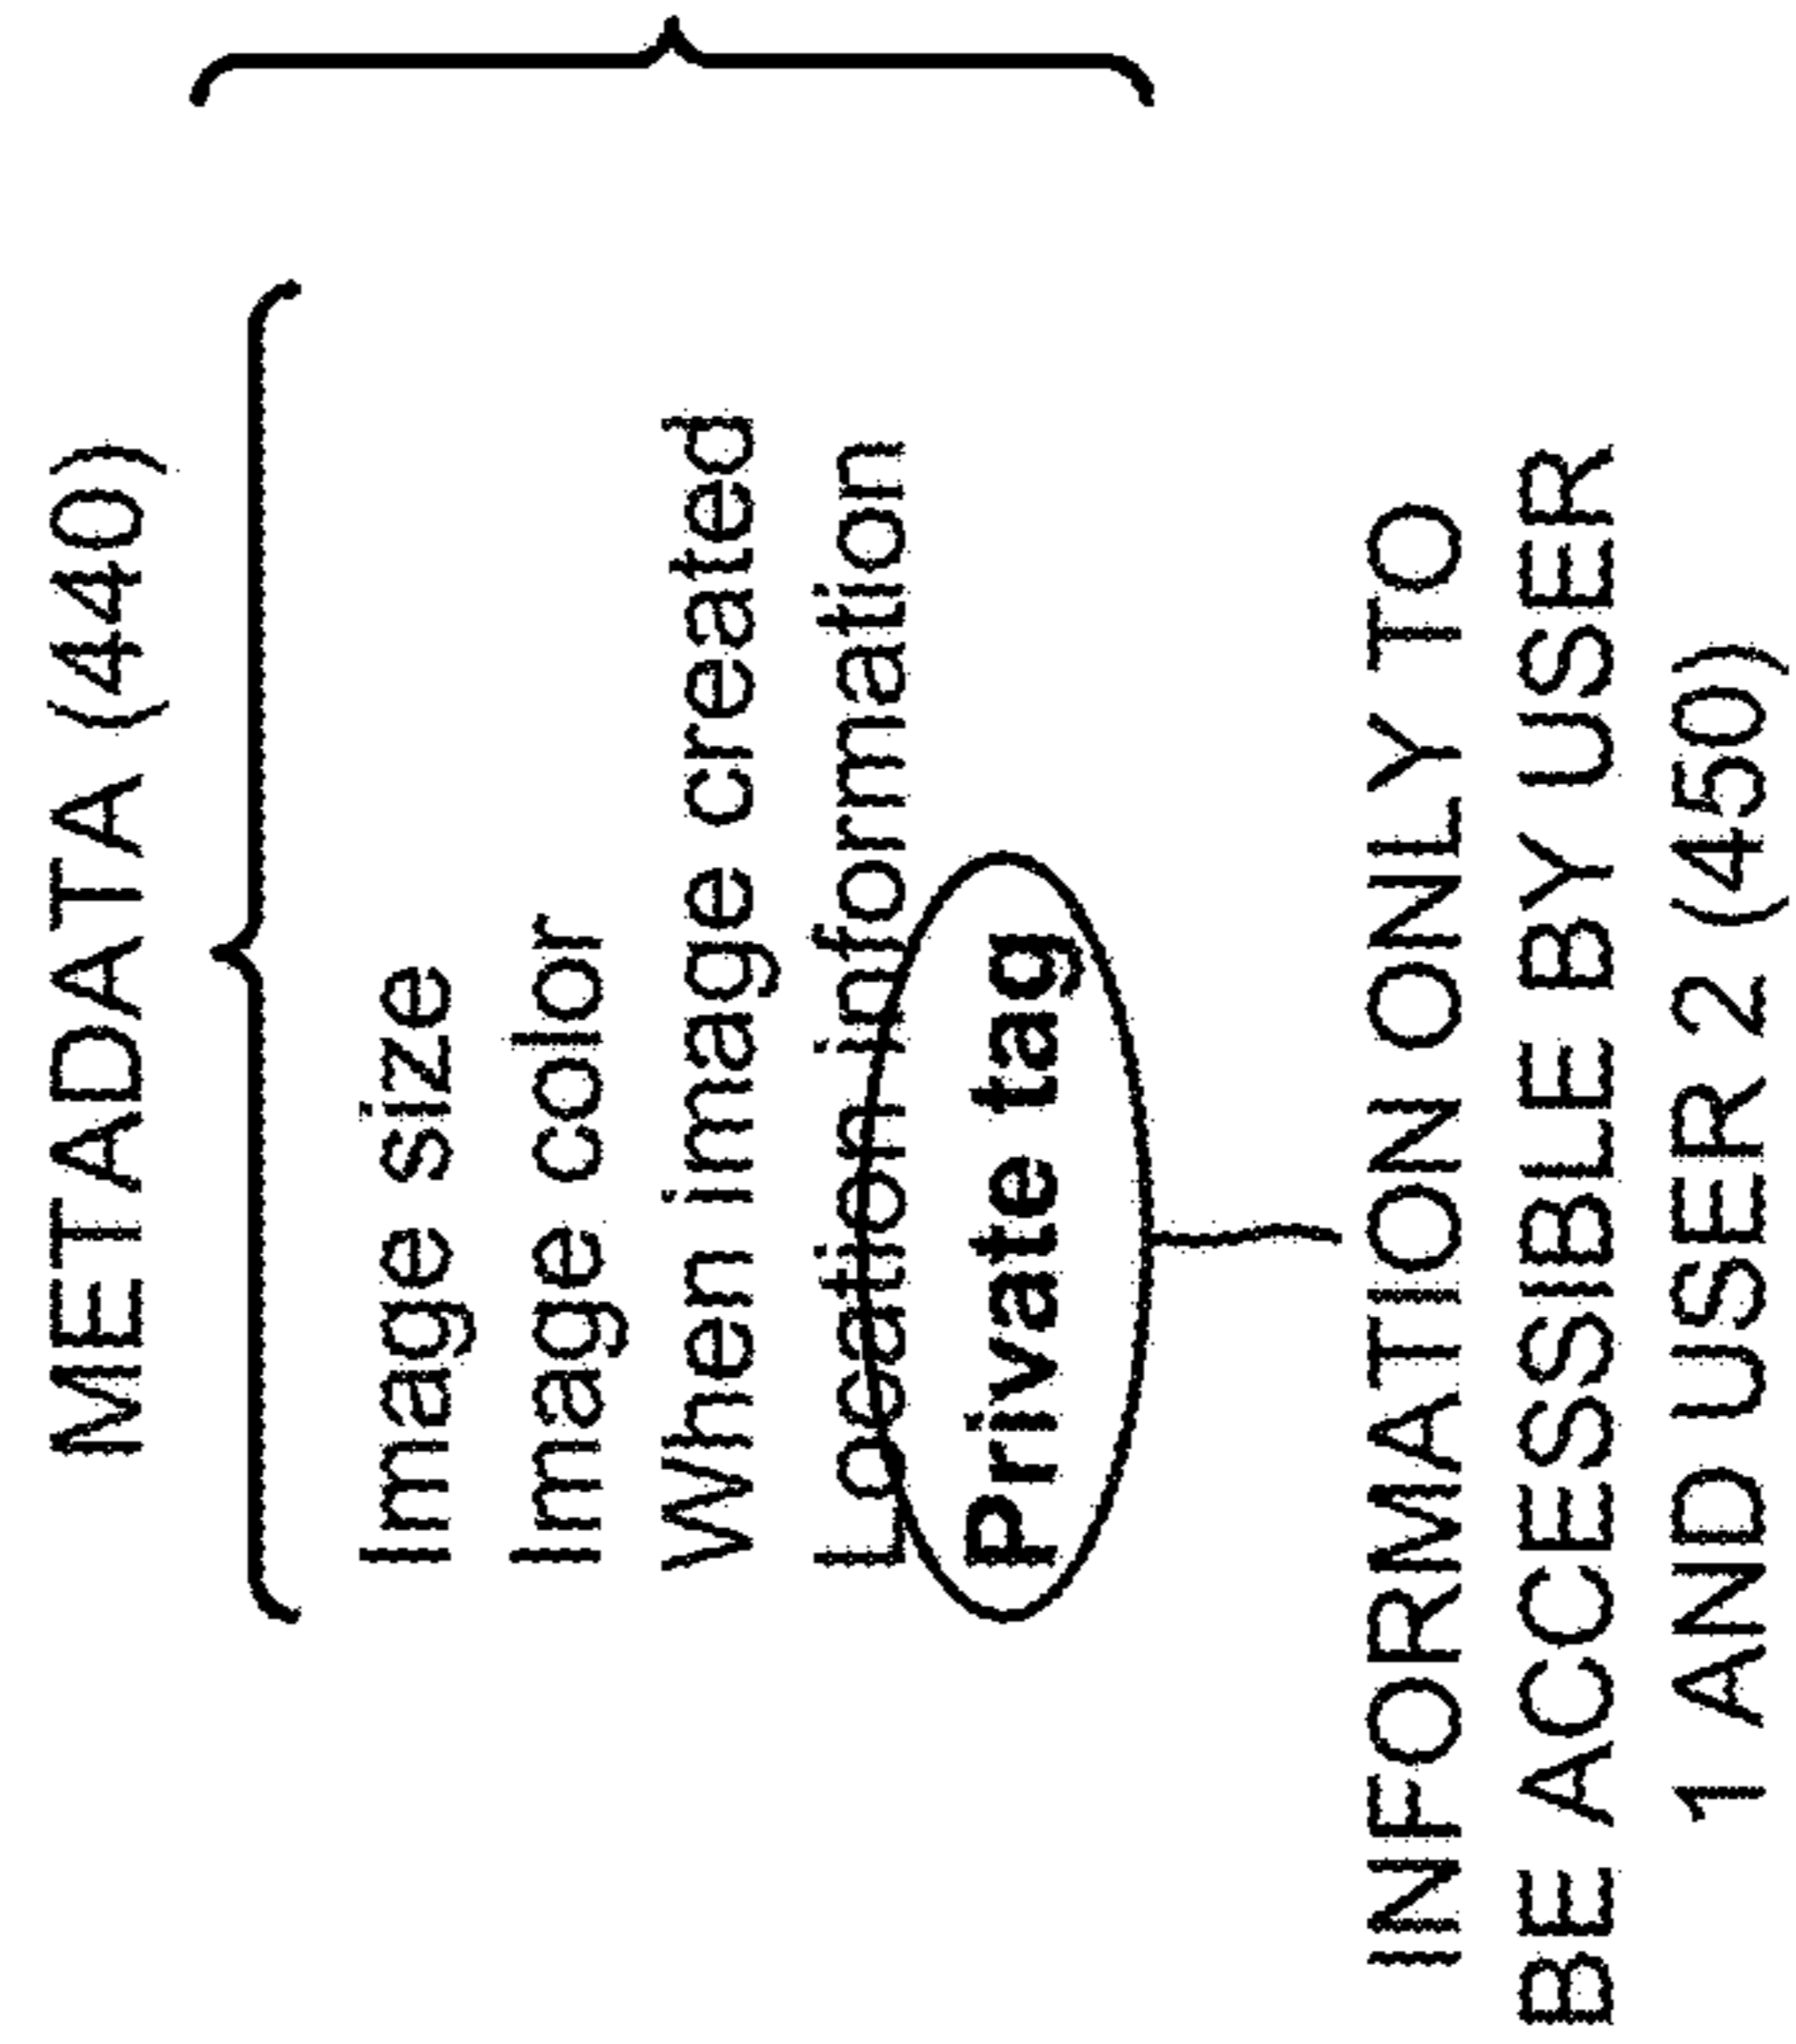 METADATA (440)
Image size
Image color
When image created
Location information
Private tag
INFORMATION ONLY TO
BE ACCESSIBLE BY USER
1 AND USER 2 (450)